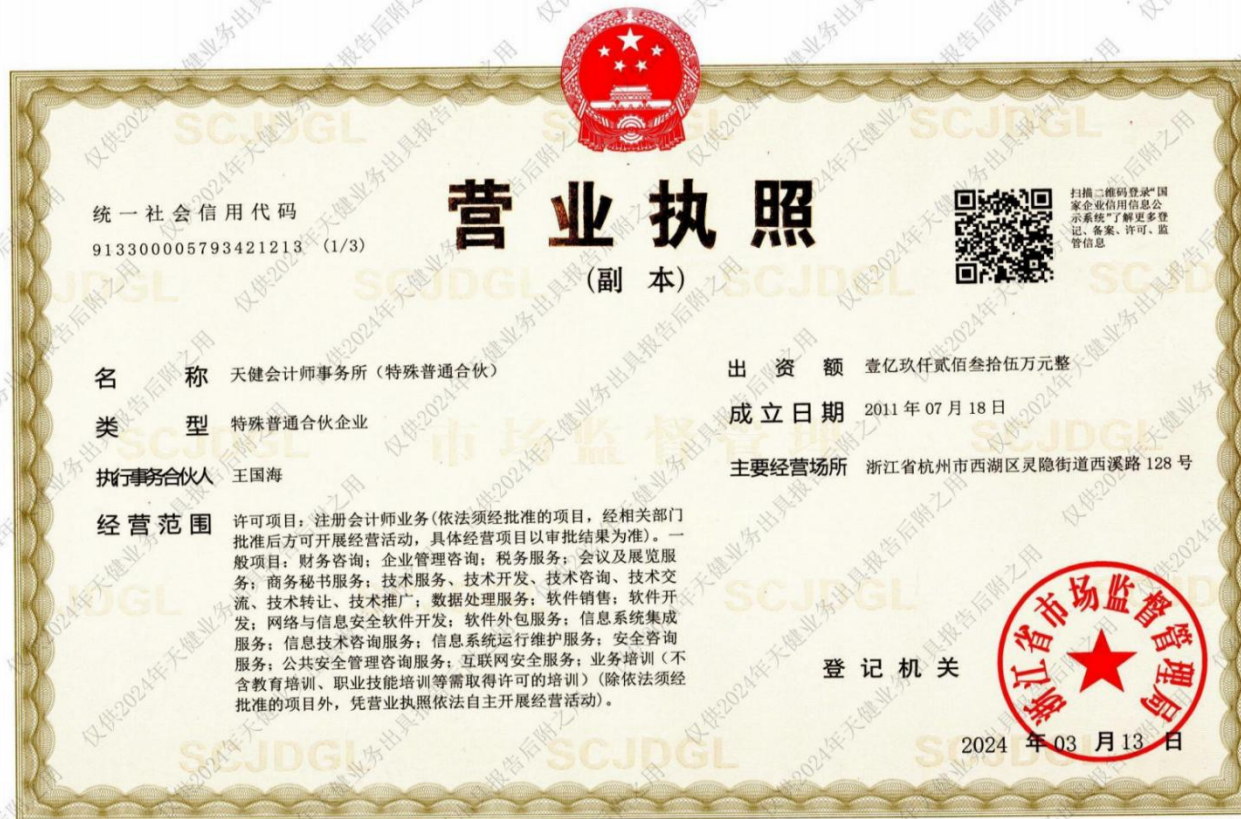 统一社会信用代码
913300005793421213 (1/3)
营业执照
(副 本)
扫描二维码登录“国
家企业信用信息公
示系统”了解更多登
记、备案、许可、监
管信息
名 称 天健会计师事务所（特殊普通合伙）
类 型 特殊普通合伙企业
执行事务合伙人 王国海
经营范围 许可项目：注册会计师业务(依法须经批准的项目，经相关部门
批准后方可开展经营活动，具体经营项目以审批结果为准)。一
般项目：财务咨询；企业管理咨询；税务服务；会议及展览服
务；商务秘书服务；技术服务、技术开发、技术咨询、技术交
流、技术转让、技术推广；数据处理服务；软件销售；软件开
发；网络与信息安全软件开发；软件外包服务；信息系统集成
服务；信息技术咨询服务；信息系统运行维护服务；安全咨询
服务；公共安全管理咨询服务；互联网安全服务；业务培训（不
含教育培训、职业技能培训等需取得许可的培训）(除依法须经
批准的项目外，凭营业执照依法自主开展经营活动)。
出 资 额 壹亿玖仟贰佰叁拾伍万元整
成立日期 2011年07月18日
主要经营场所 浙江省杭州市西湖区灵隐街道西溪路128号
登记机关
浙江省市场监督管理局
2024 年 03 月 13 日
仅供2024年天健业务出具报告后附之用
SCJDGL
市场监督管理